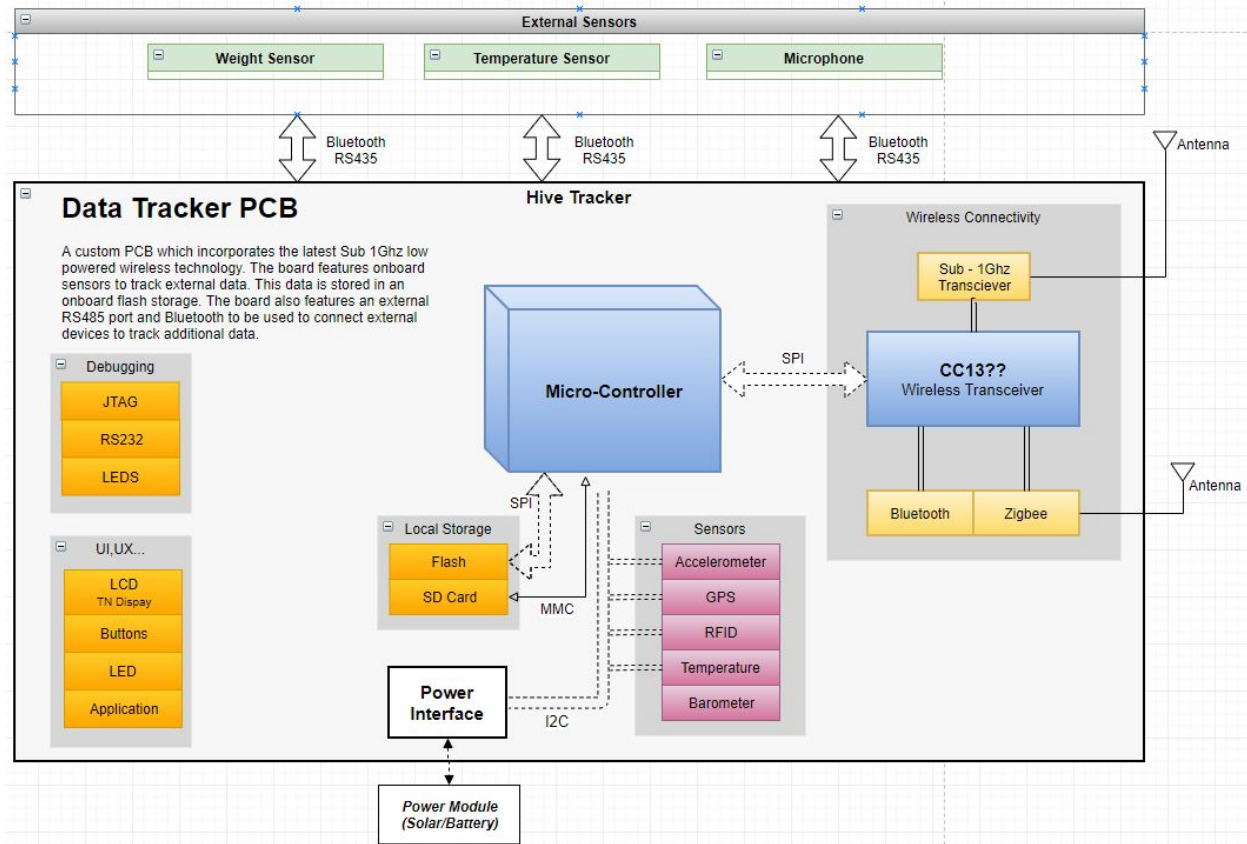 External Sensors
Weight Sensor
Temperature Sensor
Microphone
Bluetooth
RS435
Bluetooth
RS435
Bluetooth
RS435
Antenna
Hive Tracker
Data Tracker PCB
A custom PCB which incorporates the latest Sub 1Ghz low
powered wireless technology. The board features onboard
sensors to track external data. This data is stored in an
onboard flash storage. The board also features an external
RS485 port and Bluetooth to be used to connect external
devices to track additional data.
Wireless Connectivity
Sub - 1Ghz
Transciever
SPI
CC13??
Wireless Transceiver
Bluetooth
Zigbee
Antenna
Micro-Controller
Debugging
JTAG
RS232
LEDS
UI,UX...
LCD
TN Dispay
Buttons
LED
Application
SPI
Local Storage
Flash
SD Card
MMC
Sensors
Accelerometer
GPS
RFID
Temperature
Barometer
Power
Interface
I2C
Power Module
(Solar/Battery)